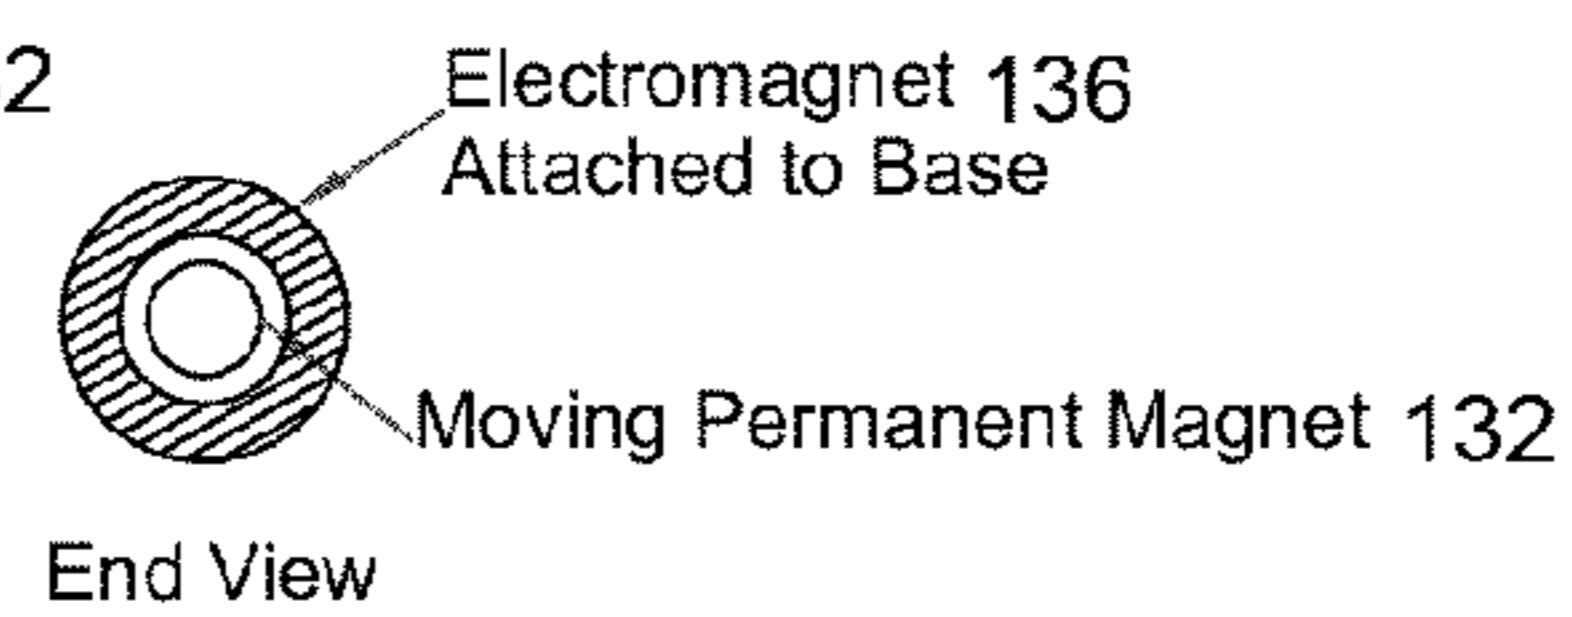 2
Electromagnet 136
Attached to Base
Moving Permanent Magnet 132
End View